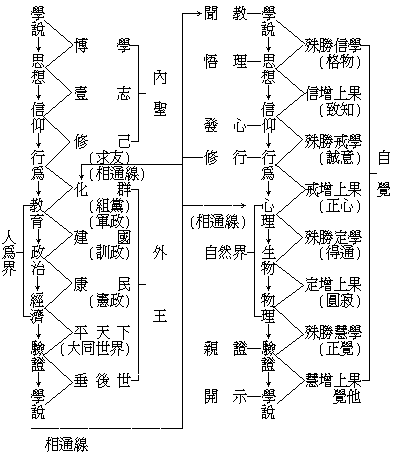 學說
思想
信仰
行為
教育
政治
經濟
驗證
學說
博學
壹志
修己
(求友)
(相通線)
化群
(組黨)
(軍政)
建國
(訓政)
康民
(憲政)
平天下
(大同世界)
垂後世
內聖
外王
人為界
相通線
聞教
悟理
發心
修行
(相通線)
自然界
親證
開示
學說
思想
信仰
行為
心理
生物
物理
驗證
學說
殊勝信學
(格物)
信增上果
(致知)
殊勝戒學
(誠意)
戒增上果
(正心)
殊勝定學
(得通)
定增上果
(圓寂)
殊勝慧學
(正覺)
慧增上果
覺他
自覺